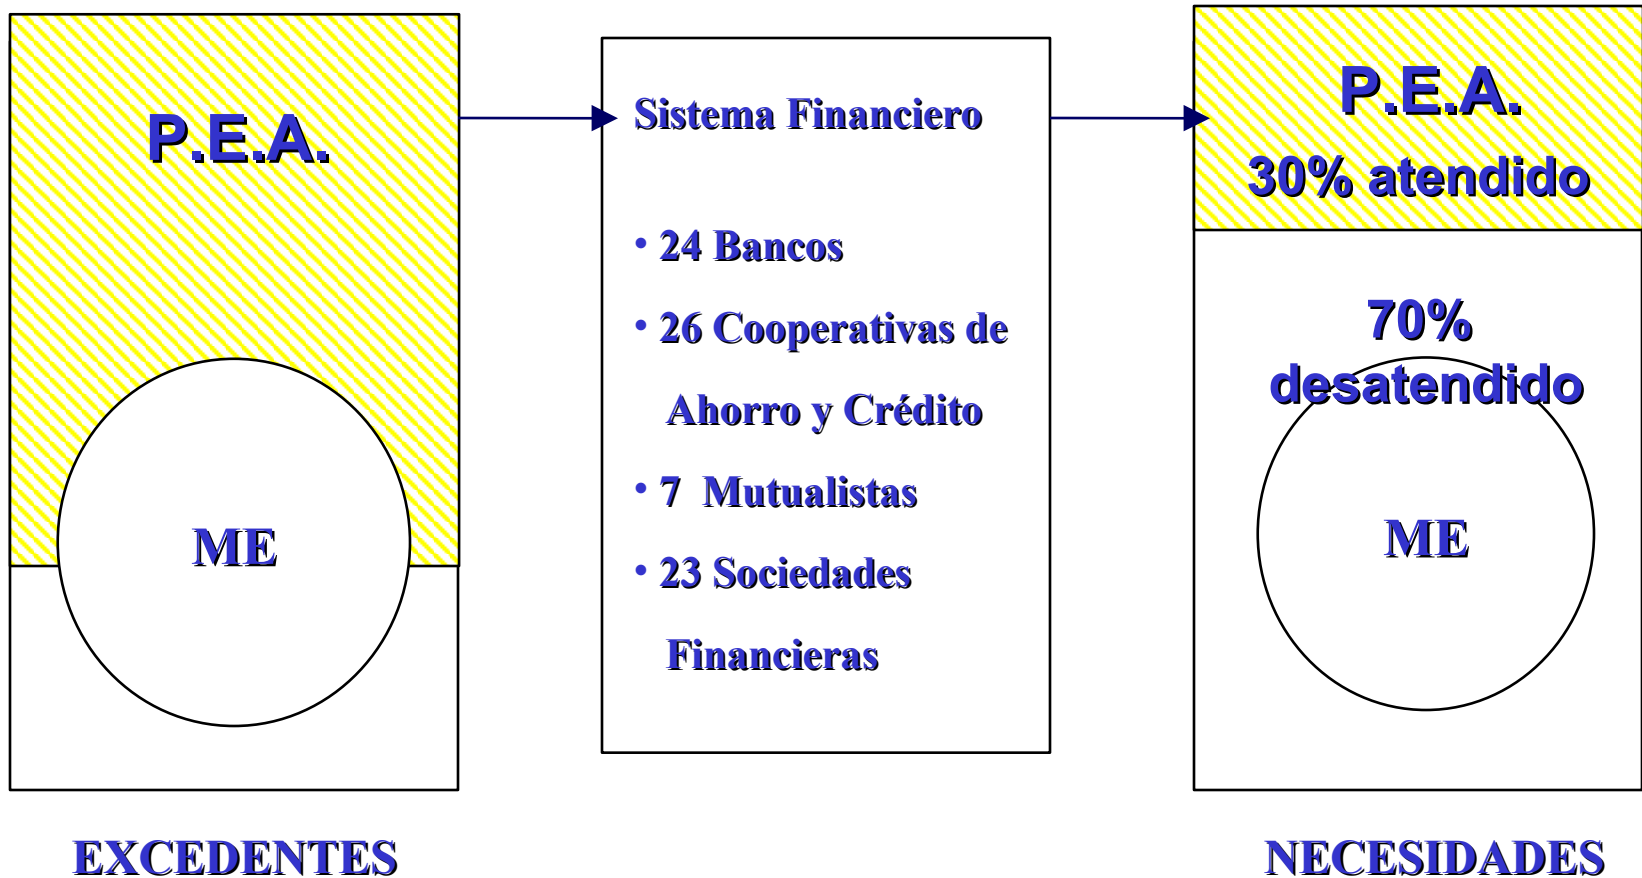 P.E.A.
ME
EXCEDENTES
Sistema Financiero
• 24 Bancos
• 26 Cooperativas de
Ahorro y Crédito
• 7 Mutualistas
• 23 Sociedades
Financieras
P.E.A.
30% atendido
70%
desatendido
ME
NECESIDADES